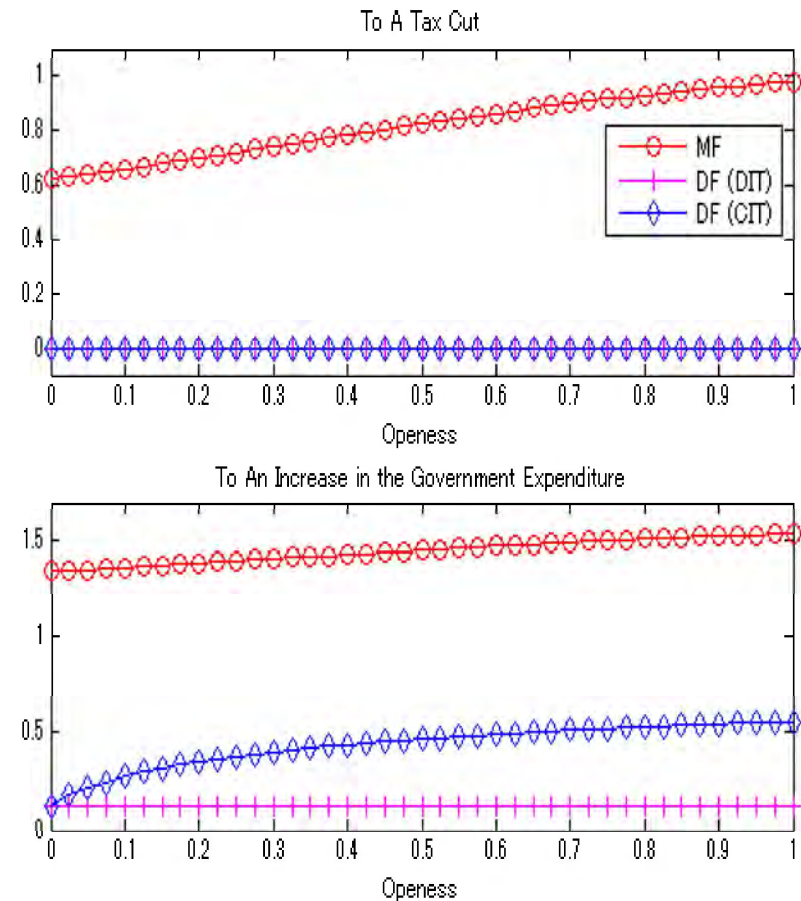 To A Tax Cut
1
0.8
0.6
0.4
0.2
0
MF
DF (DIT)
DF (CIT)
0 0.1 0.2 0.3 0.4 0.5 0.6 0.7 0.8 0.9 1
Openess
To An Increase in the Government Expenditure
1.5
1
0.5
0
0 0.1 0.2 0.3 0.4 0.5 0.6 0.7 0.8 0.9 1
Openess